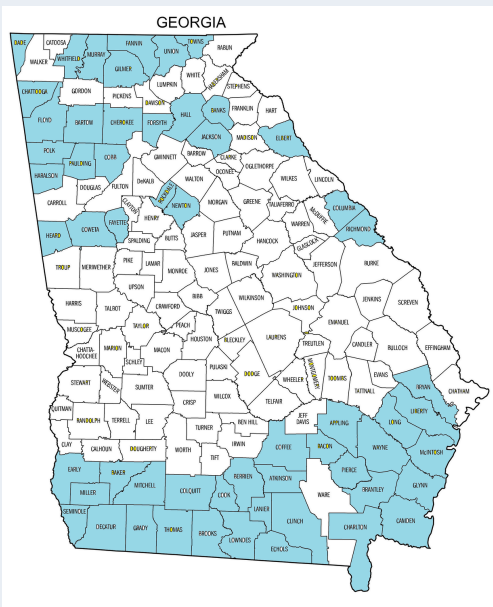 GEORGIA
DADE
CATOOSA
WALKER
WHITFIELD
MURRAY
FANNIN
UNION
TOWNS
RABUN
GILMER
WHITE
HABERSHAM
STEPHENS
LUMPKIN
CHATTOOGA
GORDON
PICKENS
DAWSON
HALL
BANKS
FRANKLIN
HART
FLOYD
BARTOW
CHEROKEE
FORSYTH
JACKSON
MADISON
ELBERT
POLK
PAULDING
COBB
GWINNETT
BARROW
CLARKE
OCONEE
OGLETHORPE
HARALSON
DOUGLAS
FULTON
DeKALB
ROCKDALE
WALTON
WILKES
LINCOLN
CARROLL
CLAYTON
NEWTON
MORGAN
GREENE
TALIAFERRO
McDUFFIE
COLUMBIA
HEARD
COWETA
FAYETTE
HENRY
WARREN
RICHMOND
SPALDING
BUTTS
JASPER
PUTNAM
HANCOCK
GLASCOCK
TROUP
MERIWETHER
PIKE
LAMAR
MONROE
JONES
BALDWIN
WASHINGTON
JEFFERSON
BURKE
HARRIS
TALBOT
UPSON
CRAWFORD
BIBB
TWIGGS
WILKINSON
JOHNSON
JENKINS
SCREVEN
MUSCOGEE
TAYLOR
PEACH
EMANUEL
CHATTA-
HOOCHEE
MARION
SCHLEY
MACON
HOUSTON
BLECKLEY
LAURENS
TREUTLEN
CANDLER
BULLOCH
EFFINGHAM
STEWART
WEBSTER
SUMTER
DOOLY
PULASKI
DODGE
WHEELER
MONTGOMERY
TOOMBS
TATTNALL
EVANS
BRYAN
CHATHAM
QUITMAN
RANDOLPH
TERRELL
LEE
CRISP
WILCOX
TELFAIR
JEFF
DAVIS
APPLING
LONG
LIBERTY
CLAY
CALHOUN
DOUGHERTY
WORTH
TURNER
BEN HILL
IRWIN
TIFT
COFFEE
BACON
WAYNE
McINTOSH
EARLY
BAKER
MITCHELL
COLQUITT
COOK
BERRIEN
ATKINSON
PIERCE
WARE
BRANTLEY
GLYNN
MILLER
SEMINOLE
DECATUR
GRADY
THOMAS
BROOKS
LOWNDES
LANIER
CLINCH
ECHOLS
CHARLTON
CAMDEN